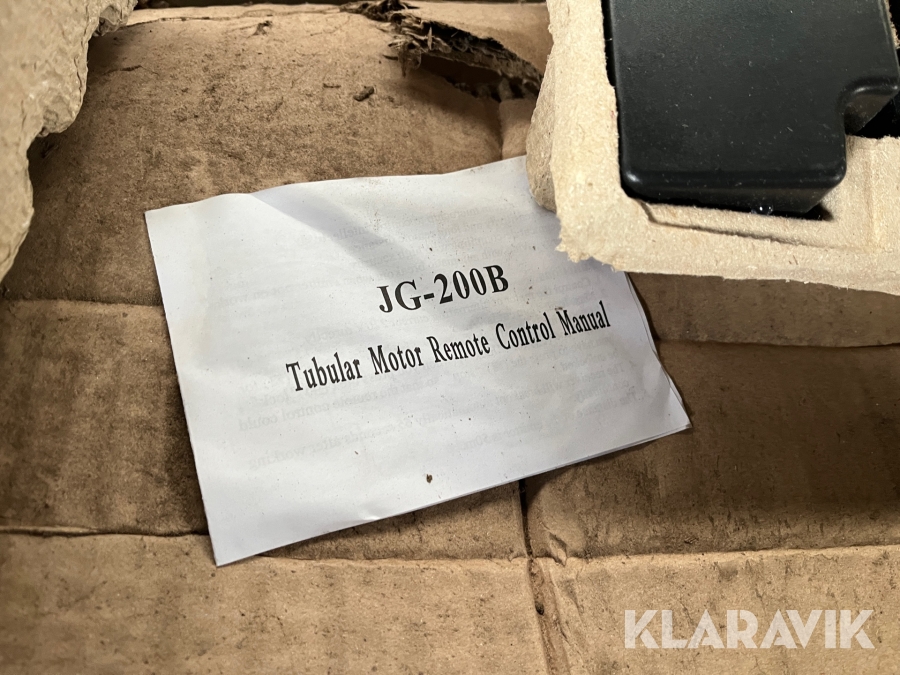 JG-200B
Tubular Motor Remote Control Manual
KLARAVIK